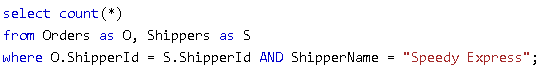 select count(*)
from Orders as O, Shippers as S
where O.ShipperId = S.ShipperId AND ShipperName = "Speedy Express";